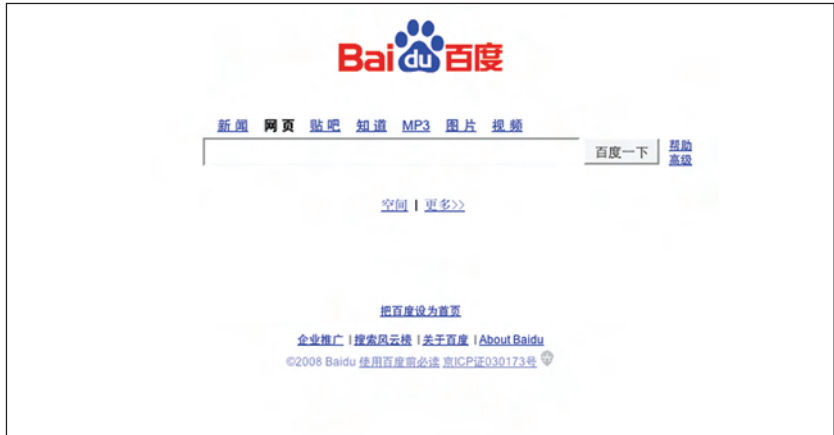 Bai du 百度
新闻 网页 贴吧 知道 MP3 图片 视频
百度一下 帮助
高级
空间 | 更多>>
把百度设为首页
企业推广 | 搜索风云榜 | 关于百度 | About Baidu
©2008 Baidu 使用百度前必读 京ICP证030173号